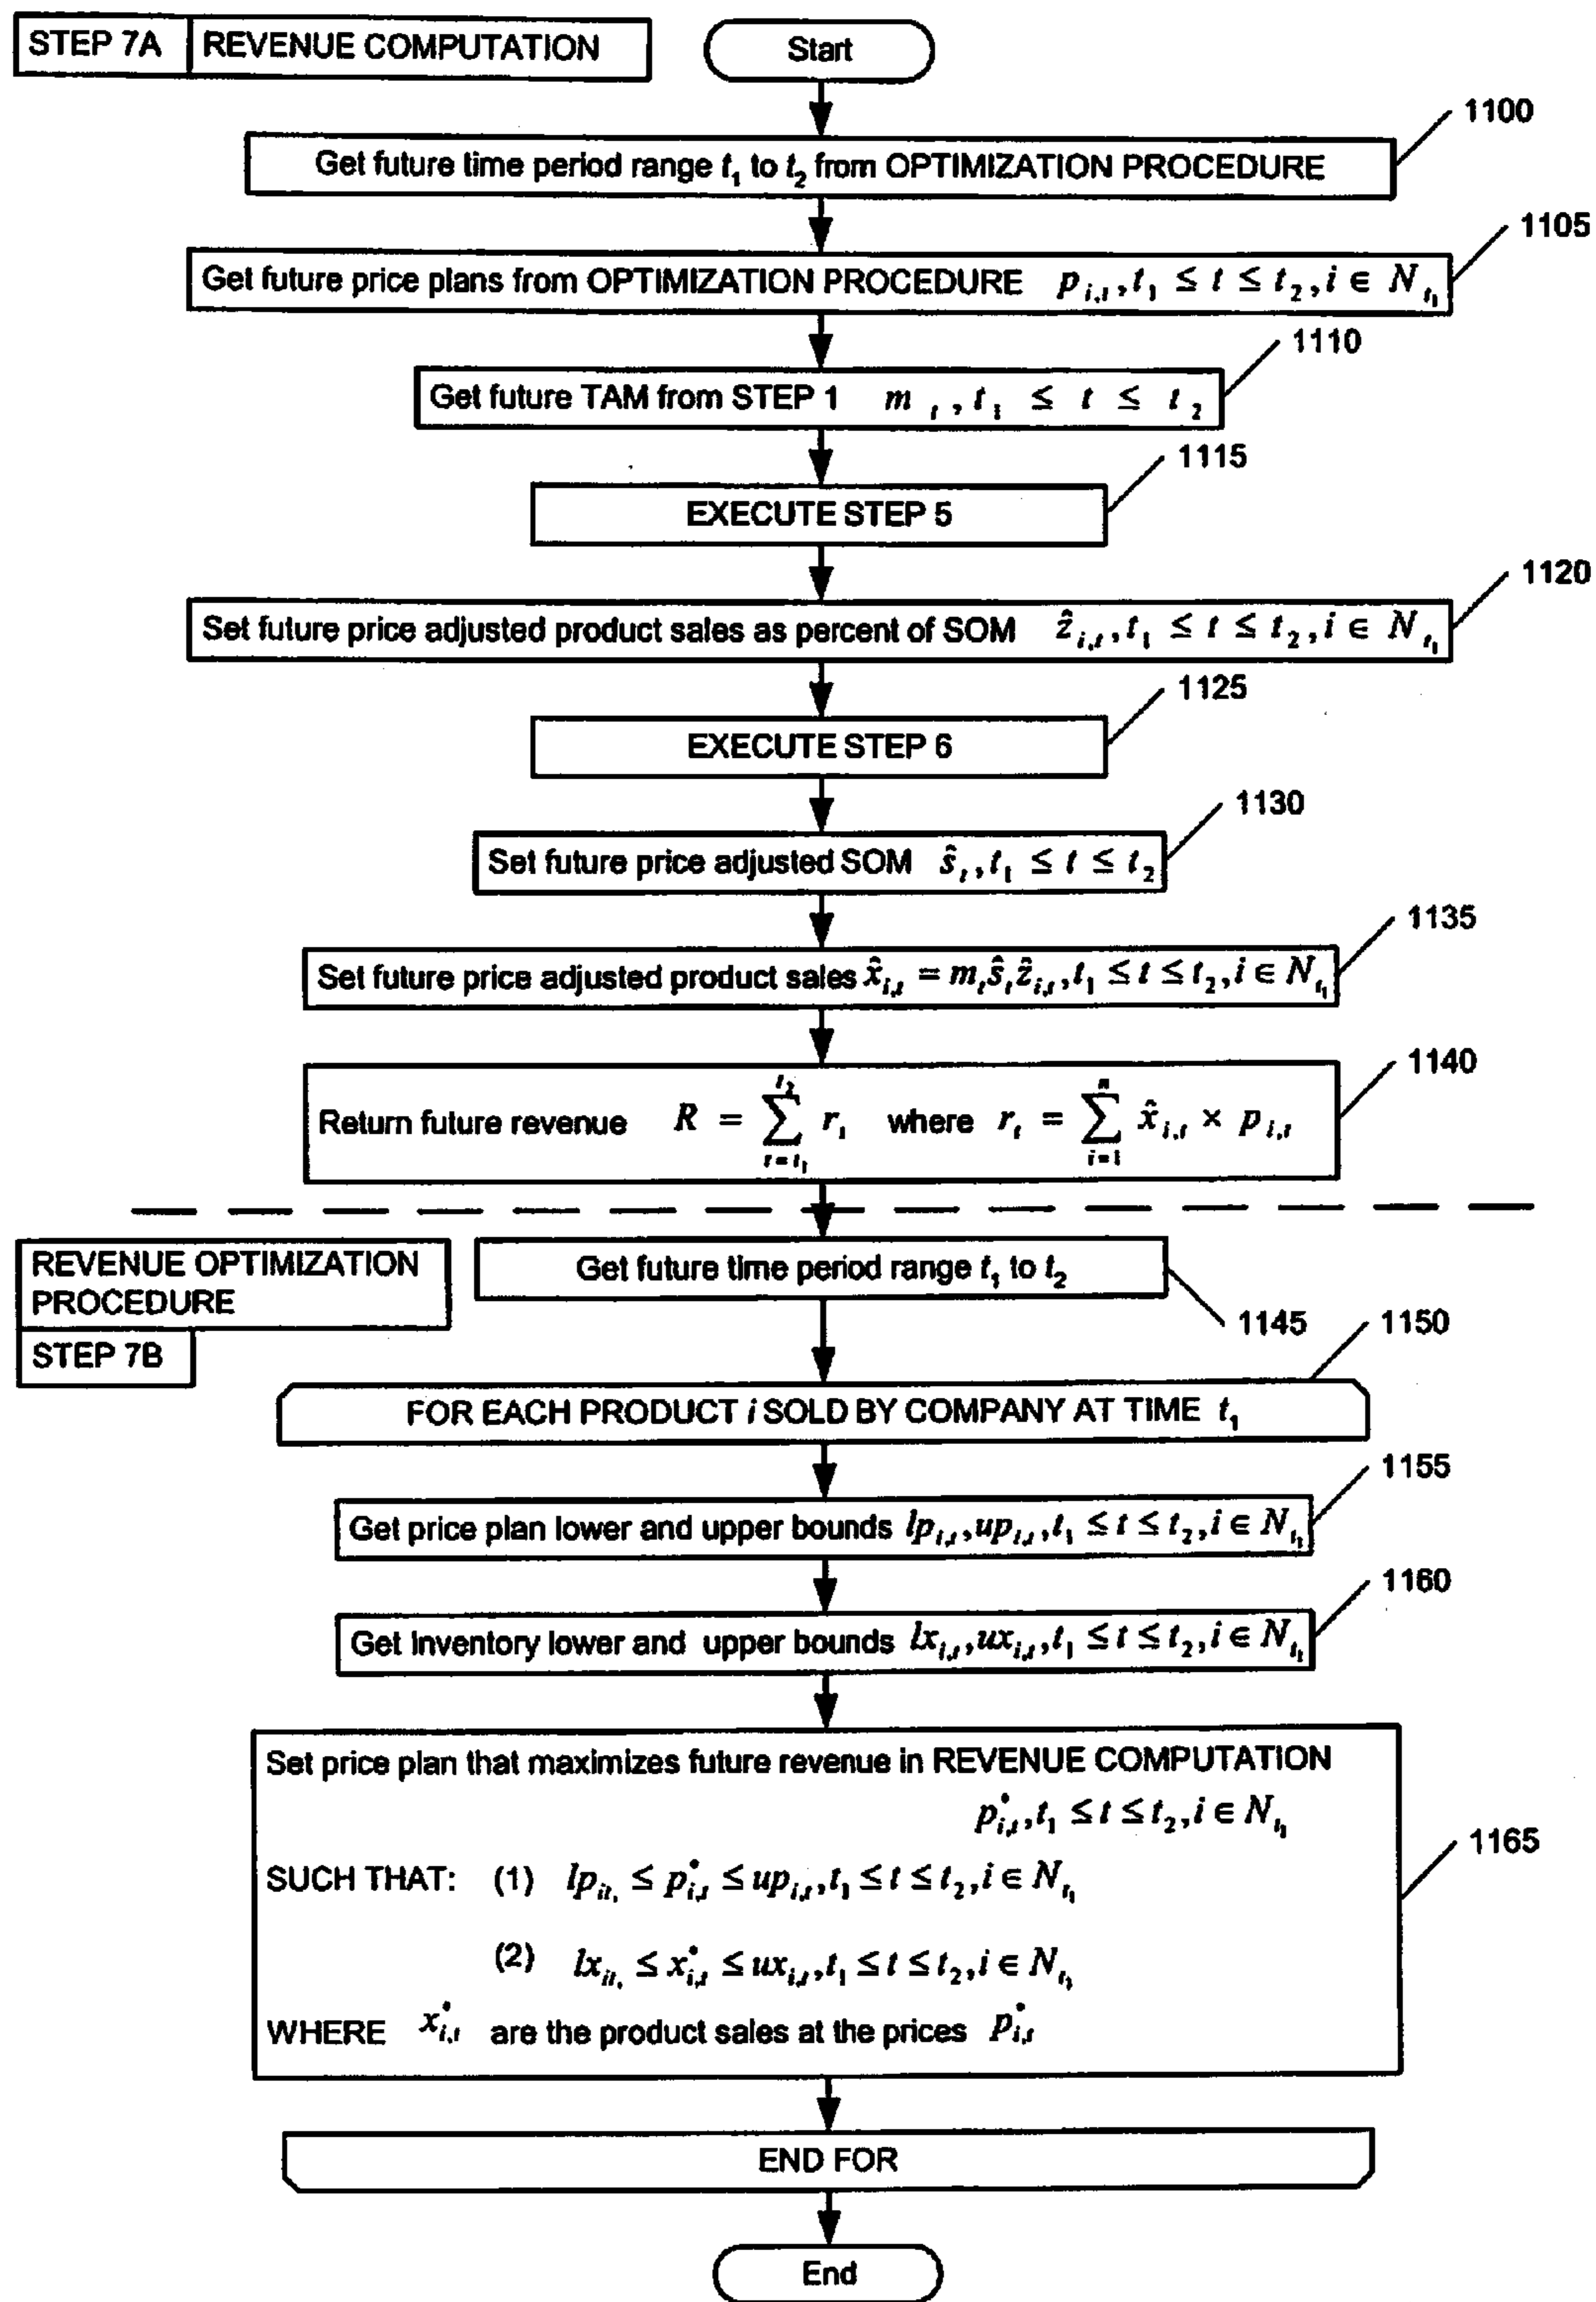 STEP 7A REVENUE COMPUTATION
Start
1100
Get future time period range t₁ to t₂ from OPTIMIZATION PROCEDURE
1105
Get future price plans from OPTIMIZATION PROCEDURE p_{i,t}, t₁ ≤ t ≤ t₂, i ∈ N_{t₁}
1110
Get future TAM from STEP 1 m_t, t₁ ≤ t ≤ t₂
1115
EXECUTE STEP 5
1120
Set future price adjusted product sales as percent of SOM ẑ_{i,t}, t₁ ≤ t ≤ t₂, i ∈ N_{t₁}
1125
EXECUTE STEP 6
1130
Set future price adjusted SOM ŝ_t, t₁ ≤ t ≤ t₂
1135
Set future price adjusted product sales x̂_{i,t} = m_t ŝ_t ẑ_{i,t}, t₁ ≤ t ≤ t₂, i ∈ N_{t₁}
1140
Return future revenue R = ∑_{t=t₁}^{t₂} r_t where r_t = ∑_{i=1}^{n} x̂_{i,t} × p_{i,t}
REVENUE OPTIMIZATION
PROCEDURE
STEP 7B
Get future time period range t₁ to t₂
1145
1150
FOR EACH PRODUCT i SOLD BY COMPANY AT TIME t₁
1155
Get price plan lower and upper bounds lp_{i,t}, up_{i,t}, t₁ ≤ t ≤ t₂, i ∈ N_{t₁}
1160
Get Inventory lower and upper bounds lx_{i,t}, ux_{i,t}, t₁ ≤ t ≤ t₂, i ∈ N_{t₁}
Set price plan that maximizes future revenue in REVENUE COMPUTATION
p*_{i,t}, t₁ ≤ t ≤ t₂, i ∈ N_{t₁}
1165
SUCH THAT: (1) lp_{it,} ≤ p*_{i,t} ≤ up_{i,t}, t₁ ≤ t ≤ t₂, i ∈ N_{t₁}
(2) lx_{it,} ≤ x*_{i,t} ≤ ux_{i,t}, t₁ ≤ t ≤ t₂, i ∈ N_{t₁}
WHERE x*_{i,t} are the product sales at the prices p*_{i,t}
END FOR
End